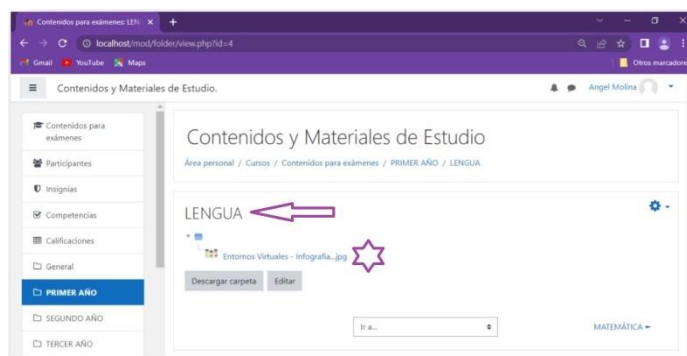 Contenidos para exámenes: LEN
localhost/mod/folder/view.php?id=4
Gmail YouTube Maps Otros marcadores
Contenidos y Materiales de Estudio. Angel Molina
Contenidos para
exámenes
Participantes
Insignias
Competencias
Calificaciones
General
PRIMER AÑO
SEGUNDO AÑO
TERCER AÑO
Contenidos y Materiales de Estudio
Área personal / Cursos / Contenidos para exámenes / PRIMER AÑO / LENGUA
LENGUA
Entornos Virtuales - Infografía...jpg
Descargar carpeta Editar
Ir a...
MATEMÁTICA